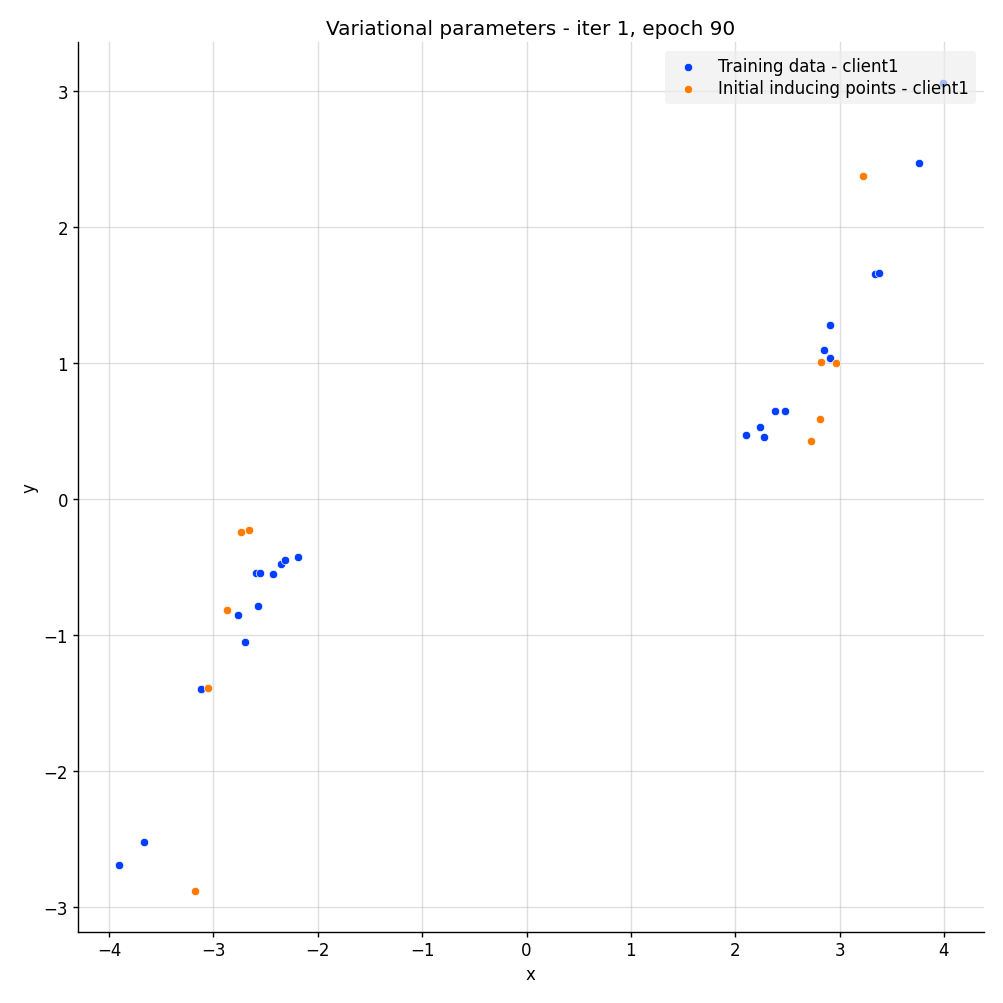 Variational parameters - iter 1, epoch 90
Training data - client1
Initial inducing points - client1
3
2
1
0
−1
−2
−3
y
−4 −3 −2 −1 0 1 2 3 4
x